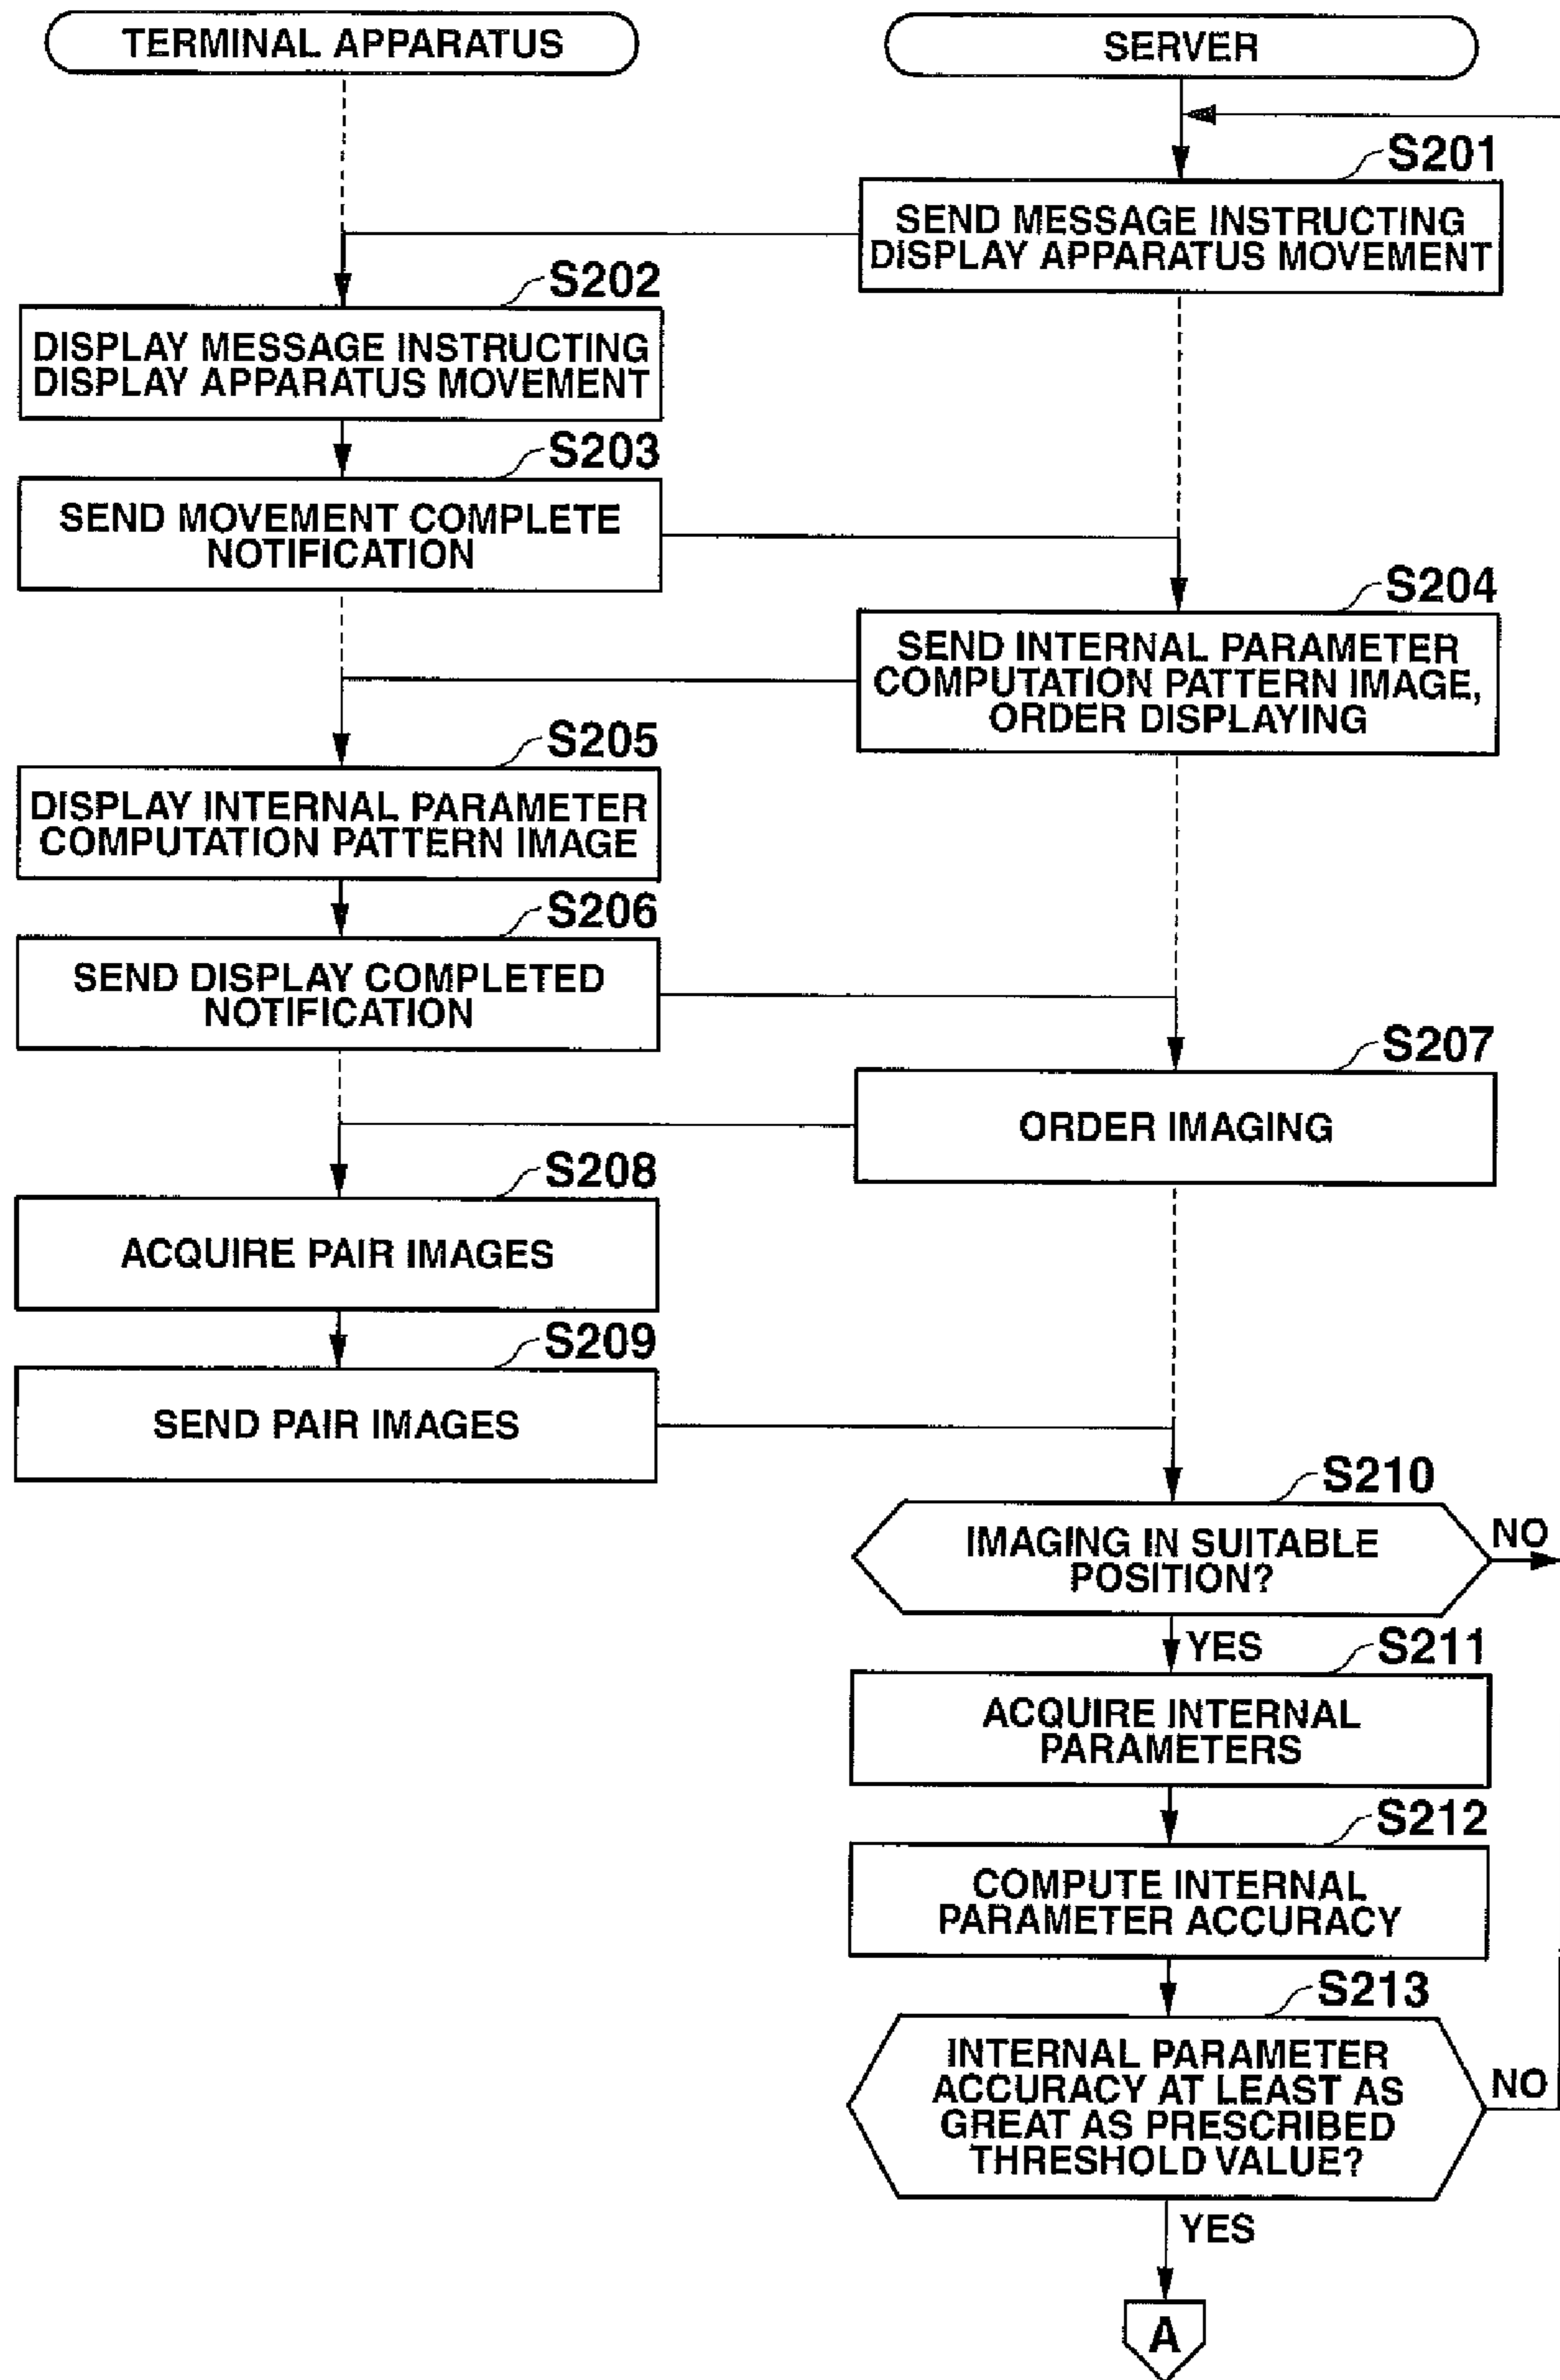 TERMINAL APPARATUS
SERVER
S201
SEND MESSAGE INSTRUCTING
DISPLAY APPARATUS MOVEMENT
S202
DISPLAY MESSAGE INSTRUCTING
DISPLAY APPARATUS MOVEMENT
S203
SEND MOVEMENT COMPLETE
NOTIFICATION
S204
SEND INTERNAL PARAMETER
COMPUTATION PATTERN IMAGE,
ORDER DISPLAYING
S205
DISPLAY INTERNAL PARAMETER
COMPUTATION PATTERN IMAGE
S206
SEND DISPLAY COMPLETED
NOTIFICATION
S207
ORDER IMAGING
S208
ACQUIRE PAIR IMAGES
S209
SEND PAIR IMAGES
S210
IMAGING IN SUITABLE
POSITION?
NO
YES
S211
ACQUIRE INTERNAL
PARAMETERS
S212
COMPUTE INTERNAL
PARAMETER ACCURACY
S213
INTERNAL PARAMETER
ACCURACY AT LEAST AS
GREAT AS PRESCRIBED
THRESHOLD VALUE?
NO
YES
A